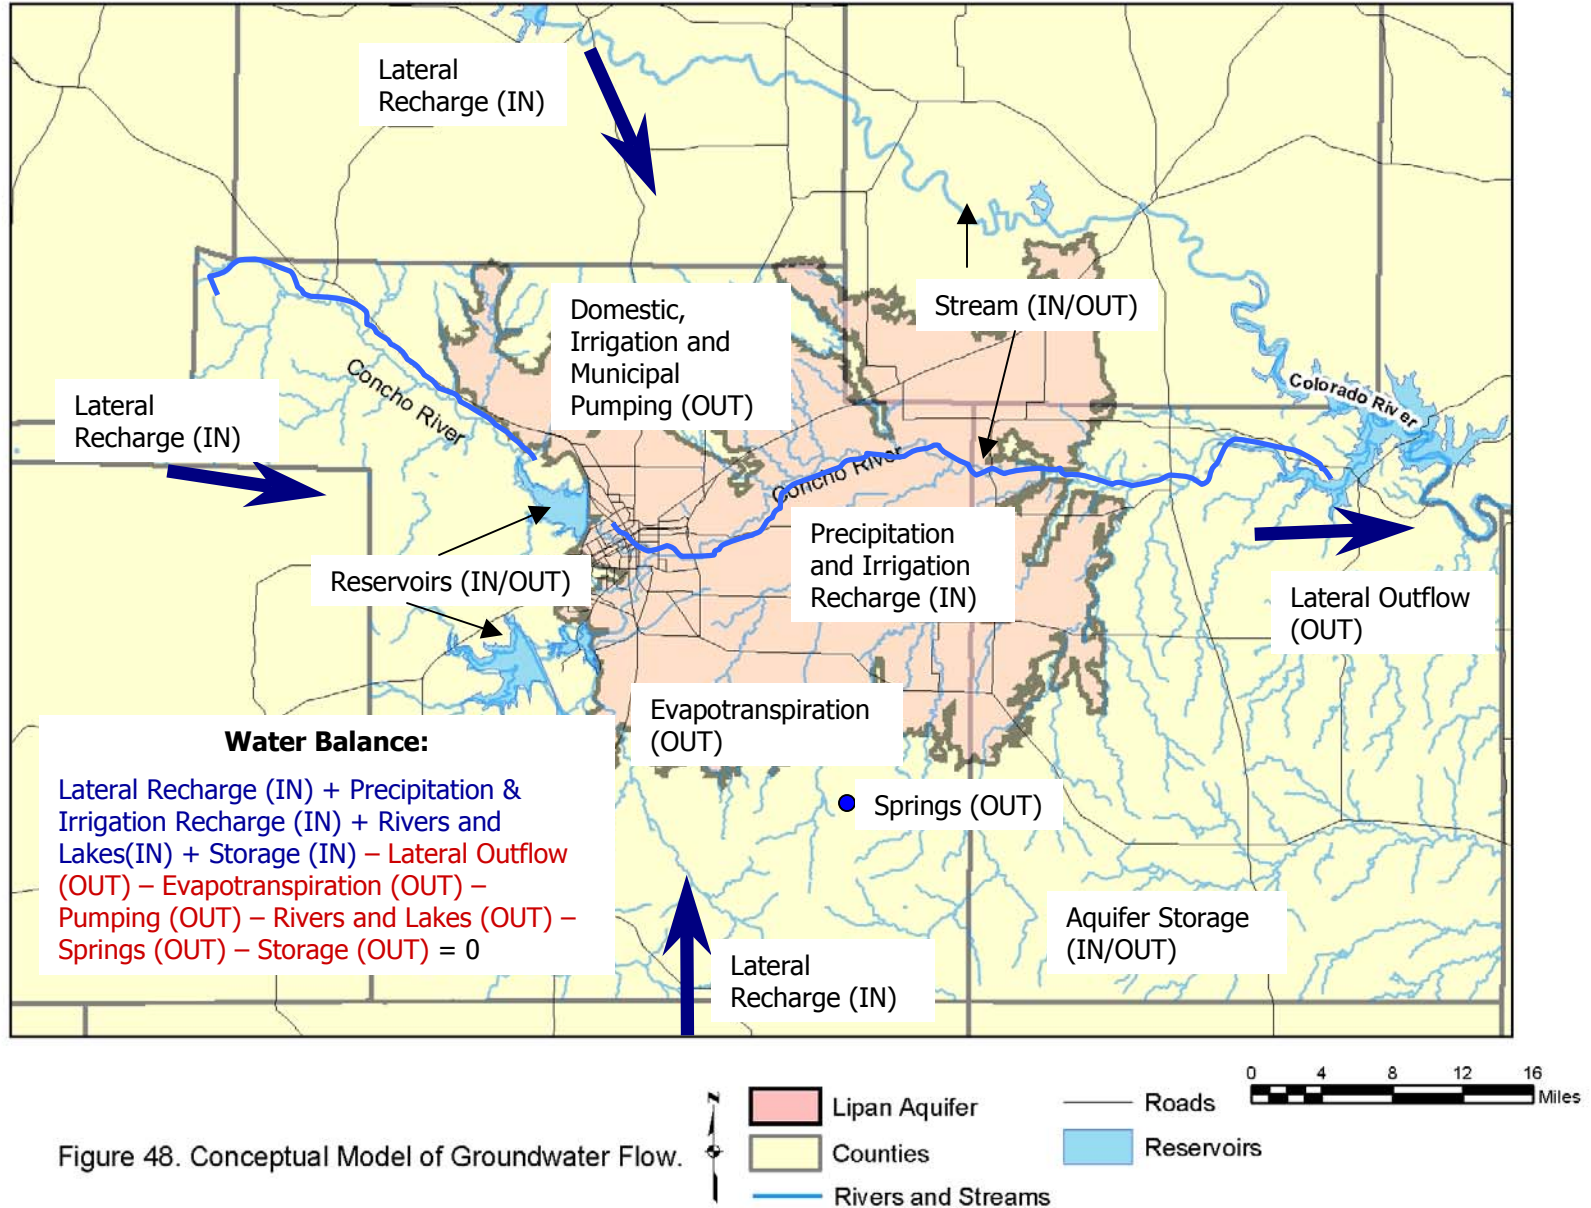 Lateral
Recharge (IN)
Domestic,
Irrigation and
Municipal
Pumping (OUT)
Stream (IN/OUT)
Concho River
Colorado River
Lateral
Recharge (IN)
Concho River
Precipitation
and Irrigation
Recharge (IN)
Reservoirs (IN/OUT)
Lateral Outflow
(OUT)
Evapotranspiration
(OUT)
Springs (OUT)
Water Balance:
Lateral Recharge (IN) + Precipitation &
Irrigation Recharge (IN) + Rivers and
Lakes(IN) + Storage (IN) – Lateral Outflow
(OUT) – Evapotranspiration (OUT) –
Pumping (OUT) – Rivers and Lakes (OUT) –
Springs (OUT) – Storage (OUT) = 0
Aquifer Storage
(IN/OUT)
Lateral
Recharge (IN)
0 4 8 12 16
Miles
N
Lipan Aquifer
Counties
Rivers and Streams
Roads
Reservoirs
Figure 48. Conceptual Model of Groundwater Flow.